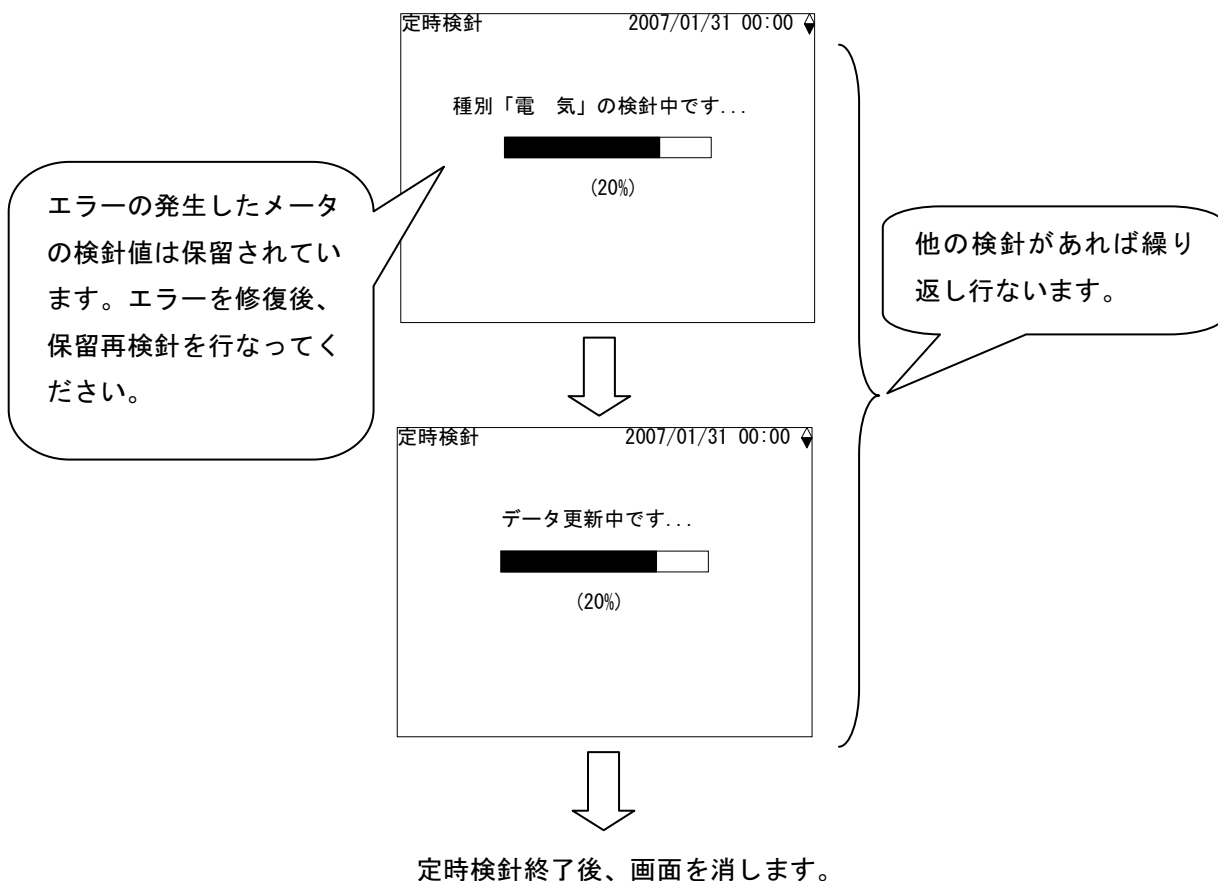 定時検針 2007/01/31 00:00
種別「電　気」の検針中です...
(20%)
エラーの発生したメータ
の検針値は保留されてい
ます。エラーを修復後、
保留再検針を行なってく
ださい。
他の検針があれば繰り
返し行ないます。
定時検針 2007/01/31 00:00
データ更新中です...
(20%)
定時検針終了後、画面を消します。